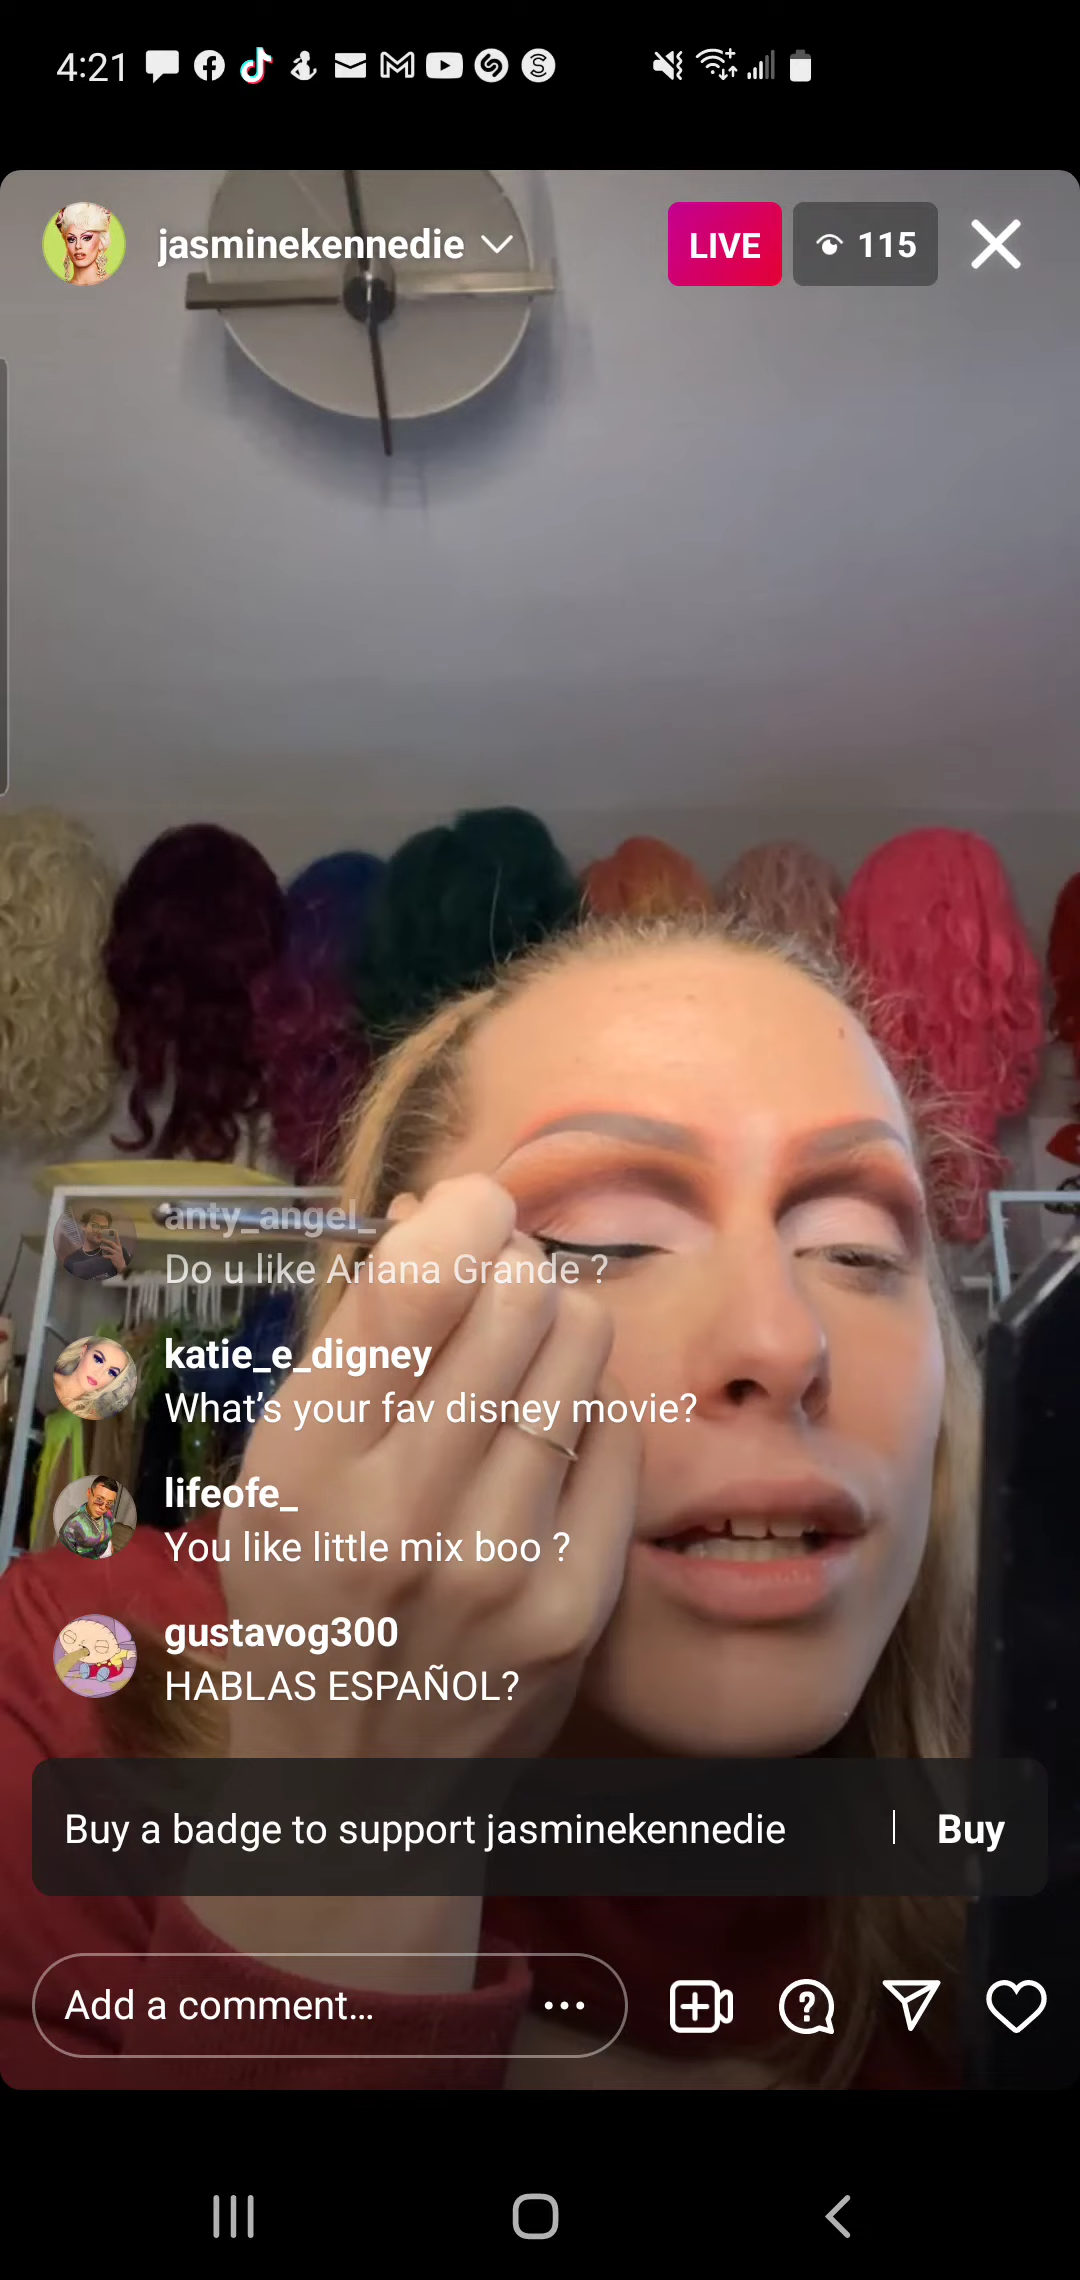 4:21
jasminekennedie
LIVE
115
anty_angel_
Do u like Ariana Grande ?
katie_e_digney
What’s your fav disney movie?
lifeofe_
You like little mix boo ?
gustavog300
HABLAS ESPAÑOL?
Buy a badge to support jasminekennedie | Buy
Add a comment...